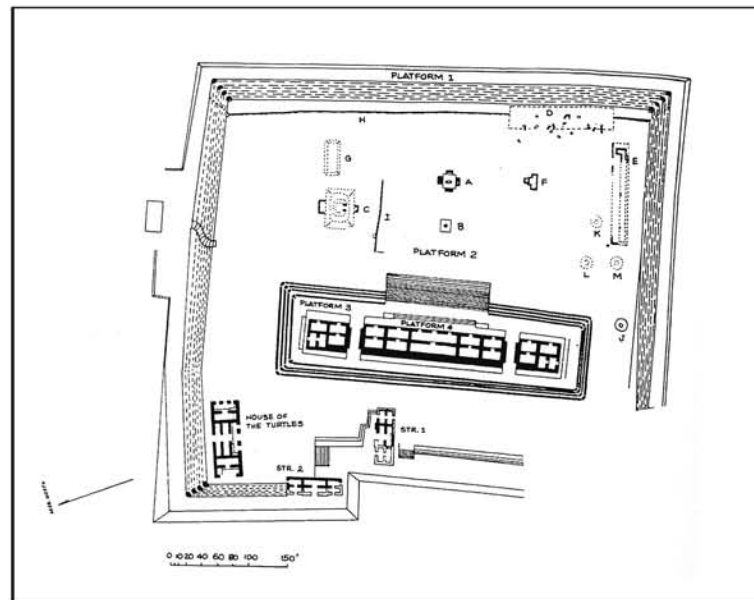 PLATFORM 1
D
H
G
E
A
F
C
I
B
K
PLATFORM 2
L
M
PLATFORM 3
PLATFORM 4
J
HOUSE OF
THE TURTLES
STR. 1
STR. 2
0 10 20 40 60 80 100 150'